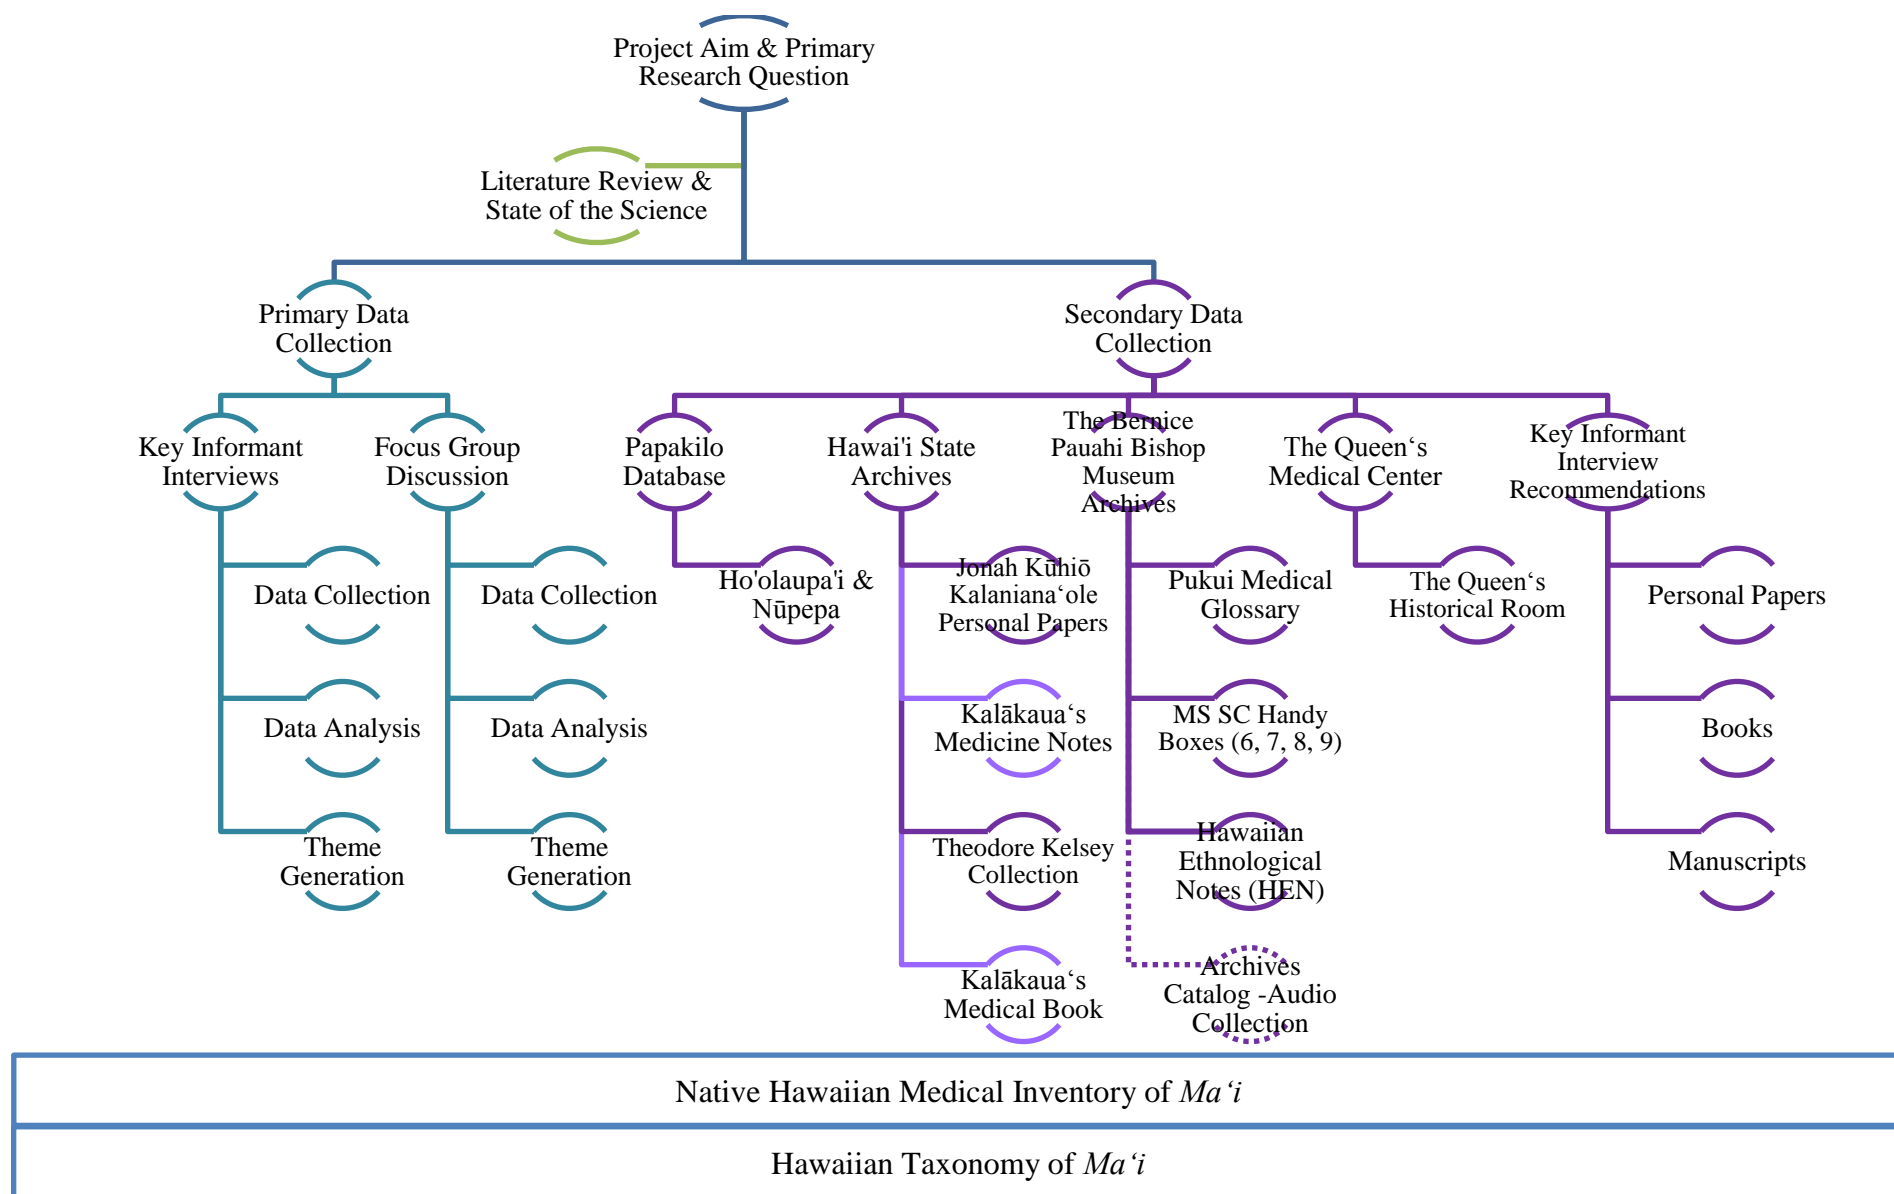 Project Aim & Primary
Research Question
Literature Review &
State of the Science
Primary Data
Collection
Secondary Data
Collection
Key Informant
Interviews
Focus Group
Discussion
Papakilo
Database
Hawai'i State
Archives
The Bernice
Pauahi Bishop
Museum
Archives
The Queen‘s
Medical Center
Key Informant
Interview
Recommendations
Data Collection
Data Collection
Ho'olaupa'i &
Nūpepa
Jonah Kūhiō
Kalaniana‘ole
Personal Papers
Pukui Medical
Glossary
The Queen‘s
Historical Room
Personal Papers
Data Analysis
Data Analysis
Kalākaua‘s
Medicine Notes
MS SC Handy
Boxes (6, 7, 8, 9)
Books
Theme
Generation
Theme
Generation
Theodore Kelsey
Collection
Hawaiian
Ethnological
Notes (HEN)
Manuscripts
Kalākaua‘s
Medical Book
Archives
Catalog -Audio
Collection
Native Hawaiian Medical Inventory of Ma‘i
Hawaiian Taxonomy of Ma‘i